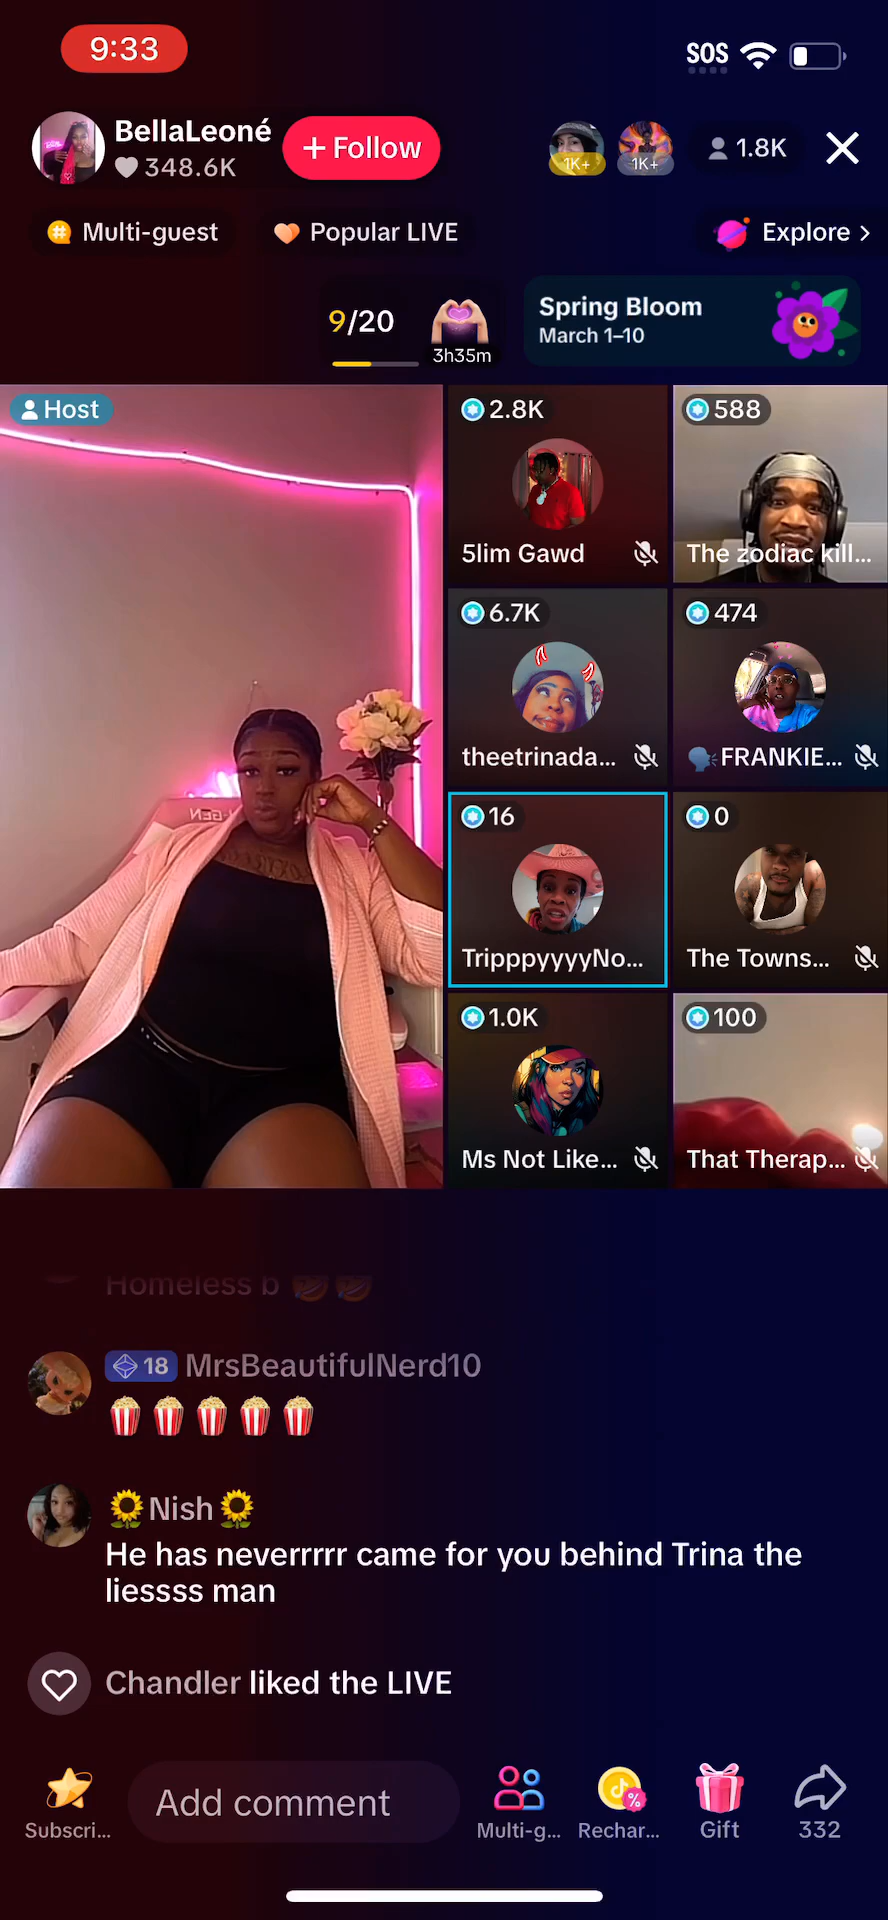 9:33
SOS
BellaLeoné
348.6K
+ Follow
1K+
1K+
1.8K
Multi-guest
Popular LIVE
Explore >
9/20
3h35m
Spring Bloom
March 1–10
Host
2.8K
5lim Gawd
588
The zodiac kill...
6.7K
theetrinada...
474
FRANKIE...
16
TripppyyyyNo...
0
The Towns...
1.0K
Ms Not Like...
100
That Therap...
Homeless b 🤣🤣
18 MrsBeautifulNerd10
🍿🍿🍿🍿🍿
🌻Nish🌻
He has neverrrrr came for you behind Trina the
liessss man
Chandler liked the LIVE
Subscri...
Add comment
Multi-g...
Rechar...
Gift
332